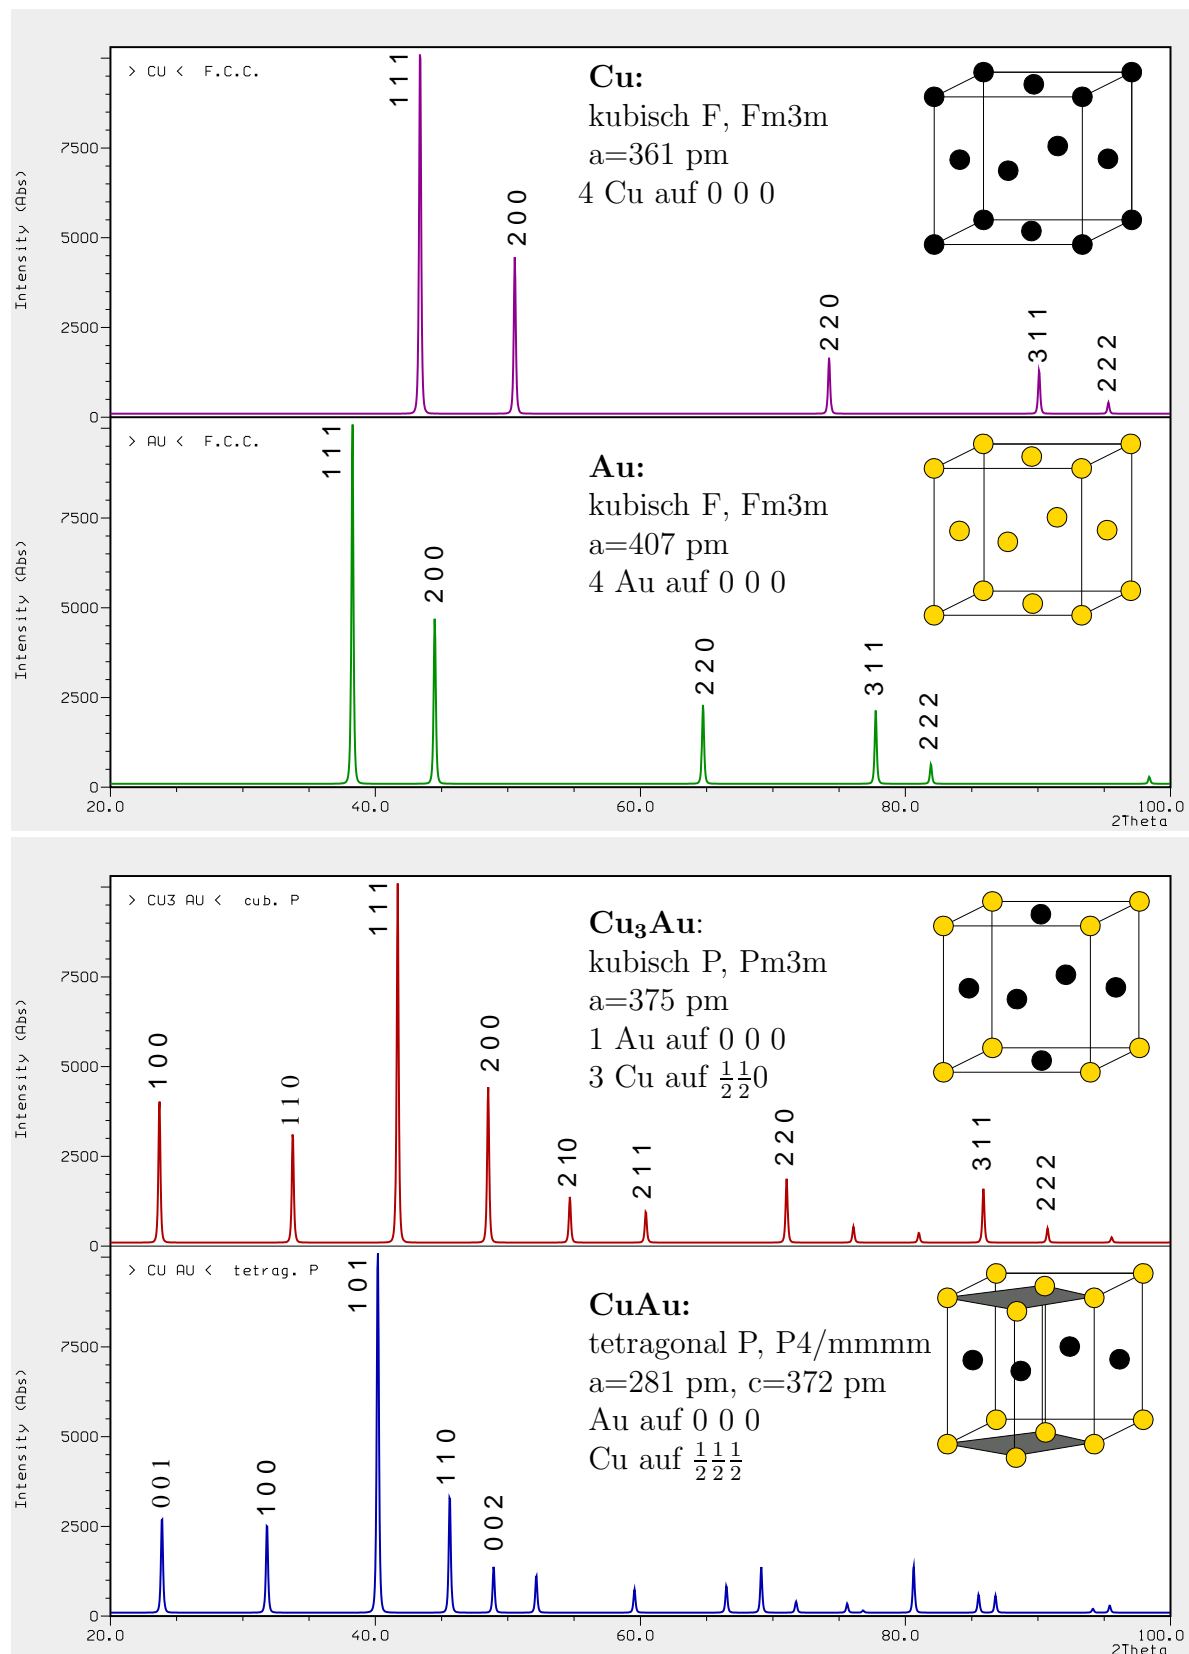 > CU <  F.C.C.
Cu:
kubisch F, Fm3m
a=361 pm
4 Cu auf 0 0 0
1 1 1
2 0 0
2 2 0
3 1 1
2 2 2
Intensity (Abs)
7500
5000
2500
0
> AU <  F.C.C.
Au:
kubisch F, Fm3m
a=407 pm
4 Au auf 0 0 0
1 1 1
2 0 0
2 2 0
3 1 1
2 2 2
Intensity (Abs)
7500
5000
2500
0
20.0 40.0 60.0 80.0 100.0
2Theta
> CU3 AU <  cub. P
Cu₃Au:
kubisch P, Pm3m
a=375 pm
1 Au auf 0 0 0
3 Cu auf ½½0
1 0 0
1 1 0
1 1 1
2 0 0
2 1 0
2 1 1
2 2 0
3 1 1
2 2 2
Intensity (Abs)
7500
5000
2500
0
> CU AU <  tetrag. P
CuAu:
tetragonal P, P4/mmmm
a=281 pm, c=372 pm
Au auf 0 0 0
Cu auf ½½½
0 0 1
1 0 0
1 0 1
1 1 0
0 0 2
Intensity (Abs)
7500
5000
2500
0
20.0 40.0 60.0 80.0 100.0
2Theta